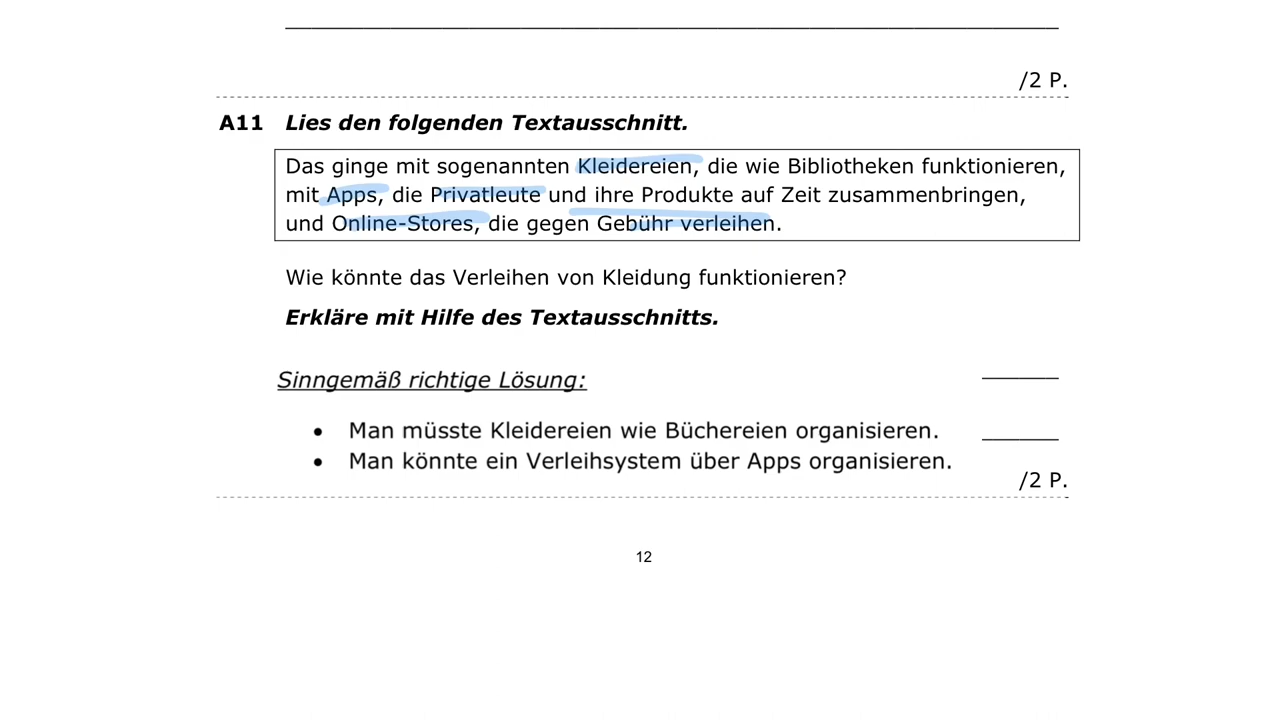 /2 P.
A11 Lies den folgenden Textausschnitt.
Das ginge mit sogenannten Kleidereien, die wie Bibliotheken funktionieren,
mit Apps, die Privatleute und ihre Produkte auf Zeit zusammenbringen,
und Online-Stores, die gegen Gebühr verleihen.
Wie könnte das Verleihen von Kleidung funktionieren?
Erkläre mit Hilfe des Textausschnitts.
Sinngemäß richtige Lösung:
• Man müsste Kleidereien wie Büchereien organisieren.
• Man könnte ein Verleihsystem über Apps organisieren.
/2 P.
12